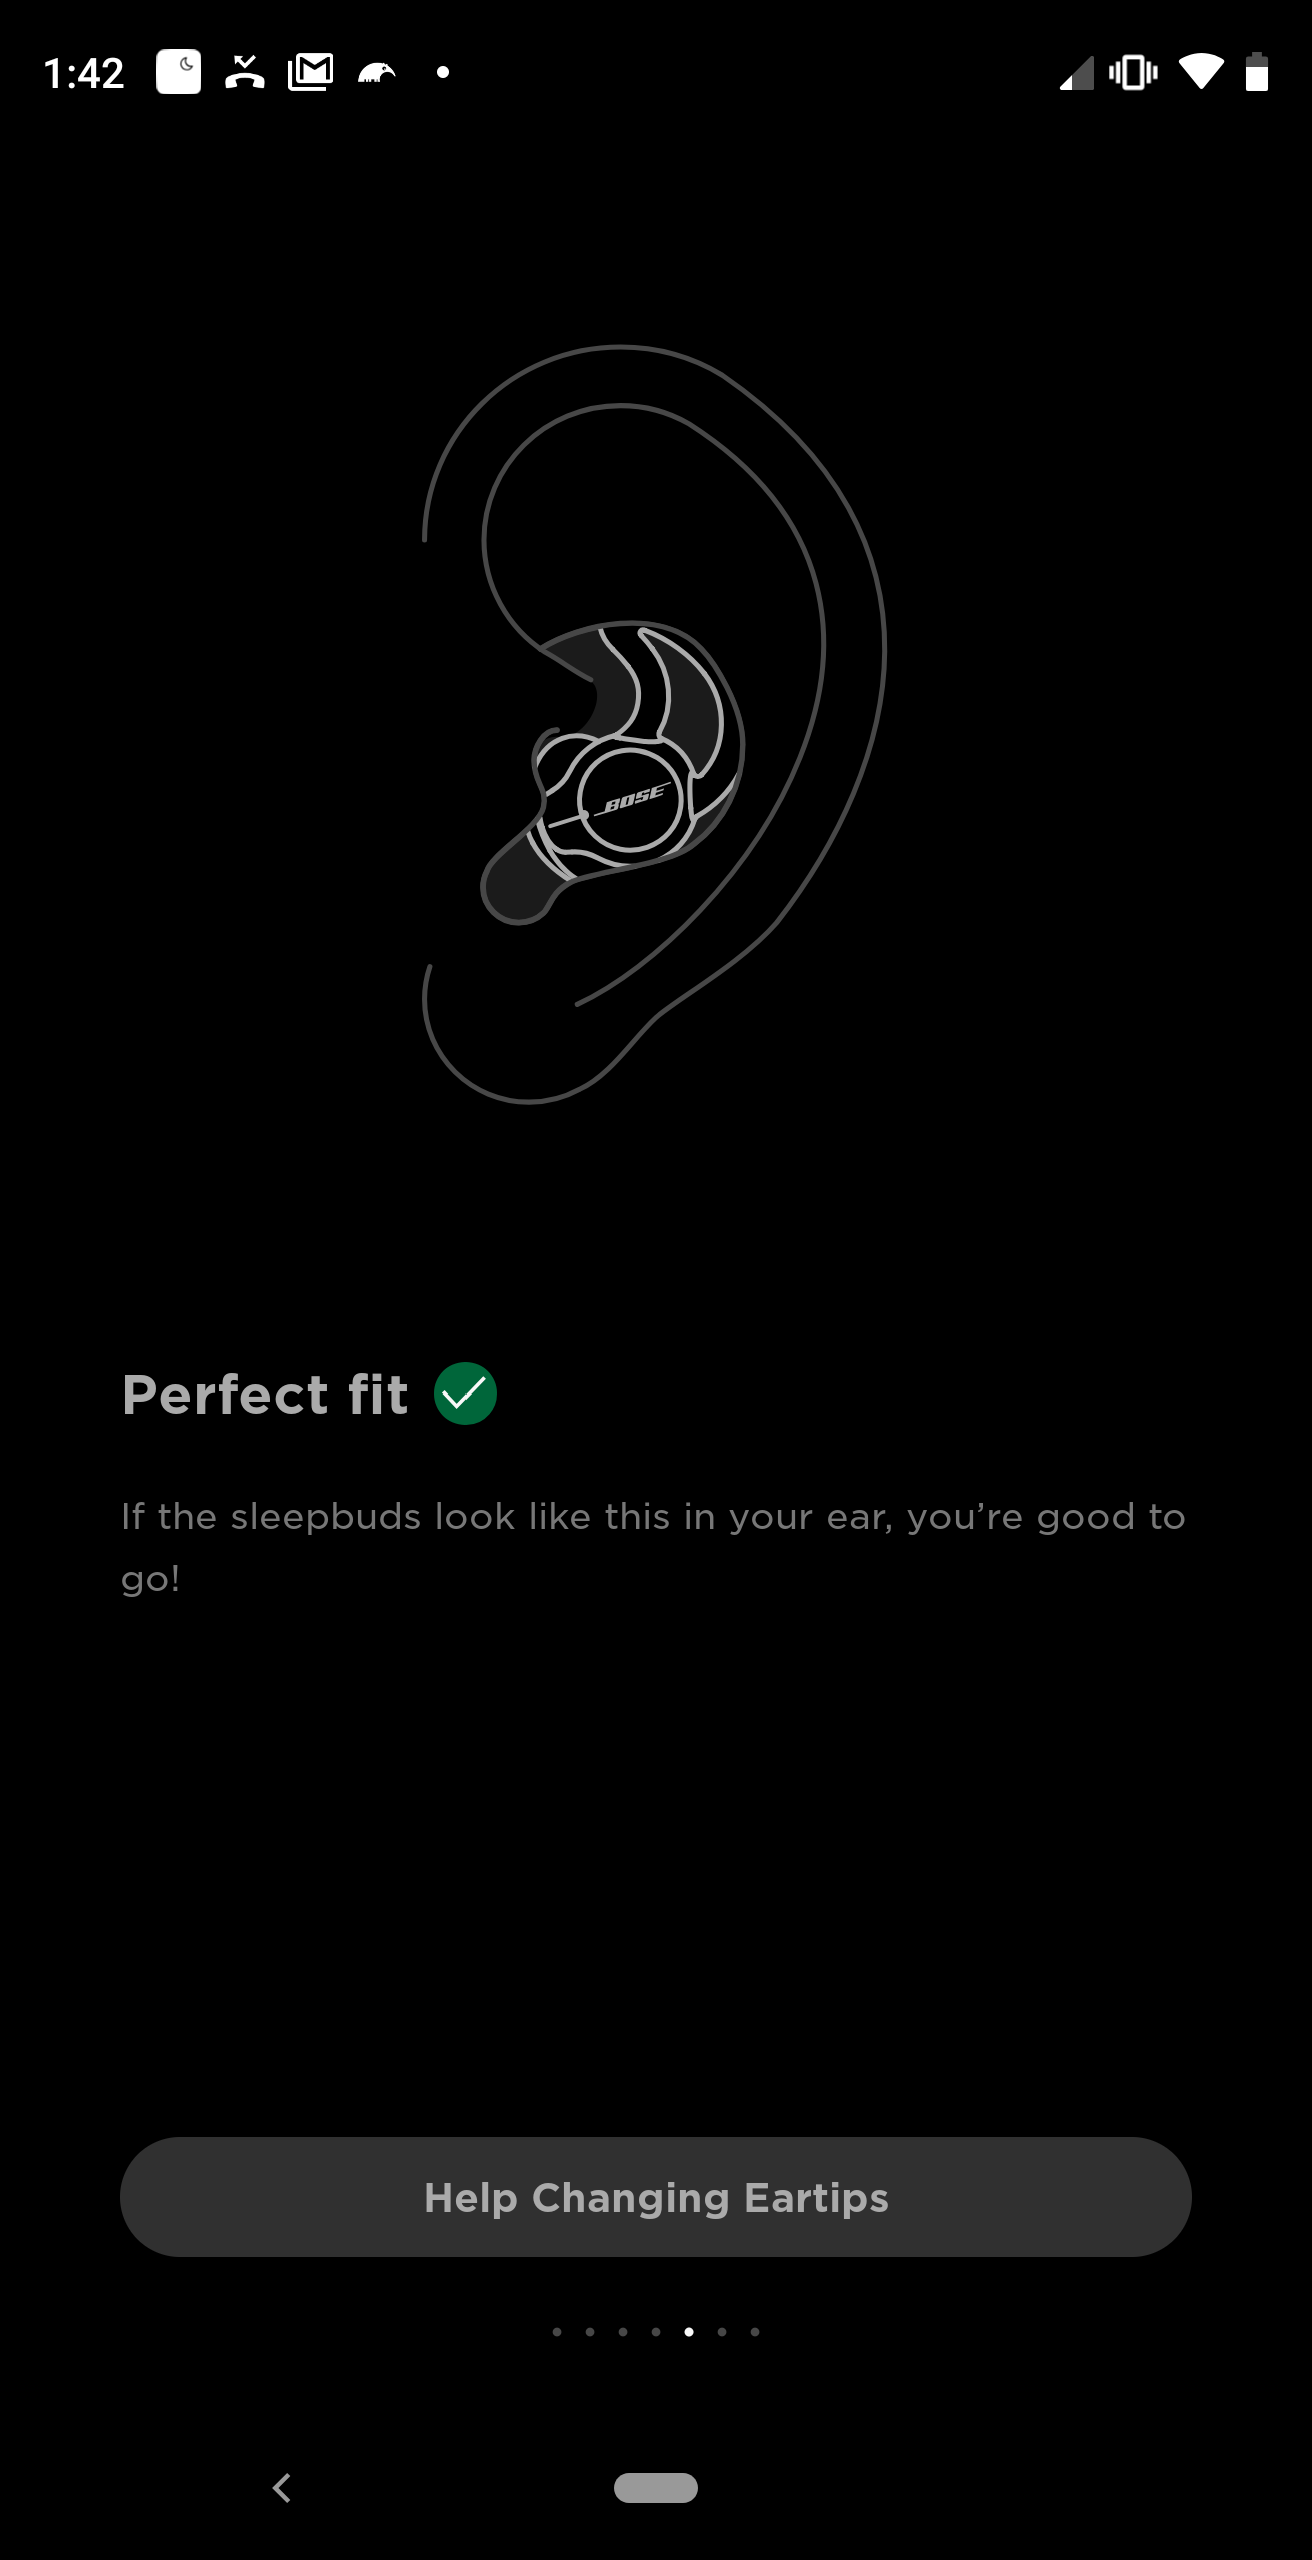 1:42
BOSE
Perfect fit
If the sleepbuds look like this in your ear, you’re good to
go!
Help Changing Eartips